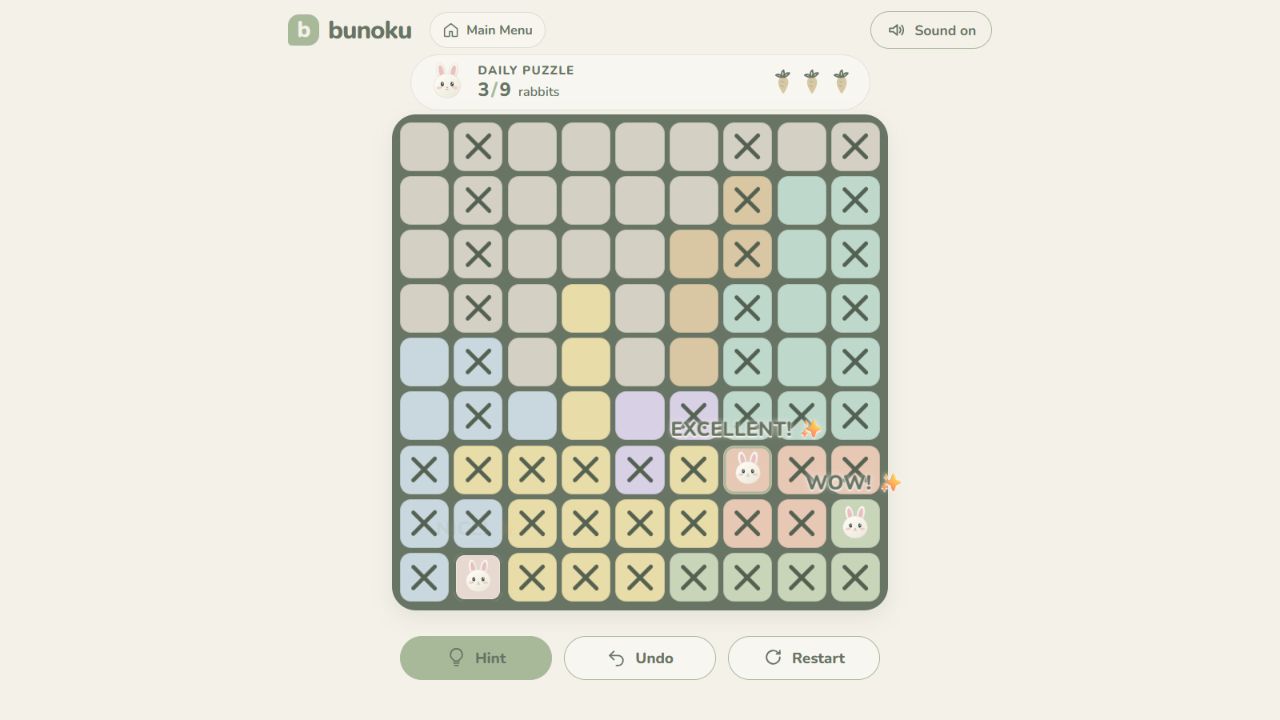 b bunoku
Main Menu
Sound on
DAILY PUZZLE
3/9 rabbits
EXCELLENT! ✨
WOW! ✨
Hint
Undo
Restart